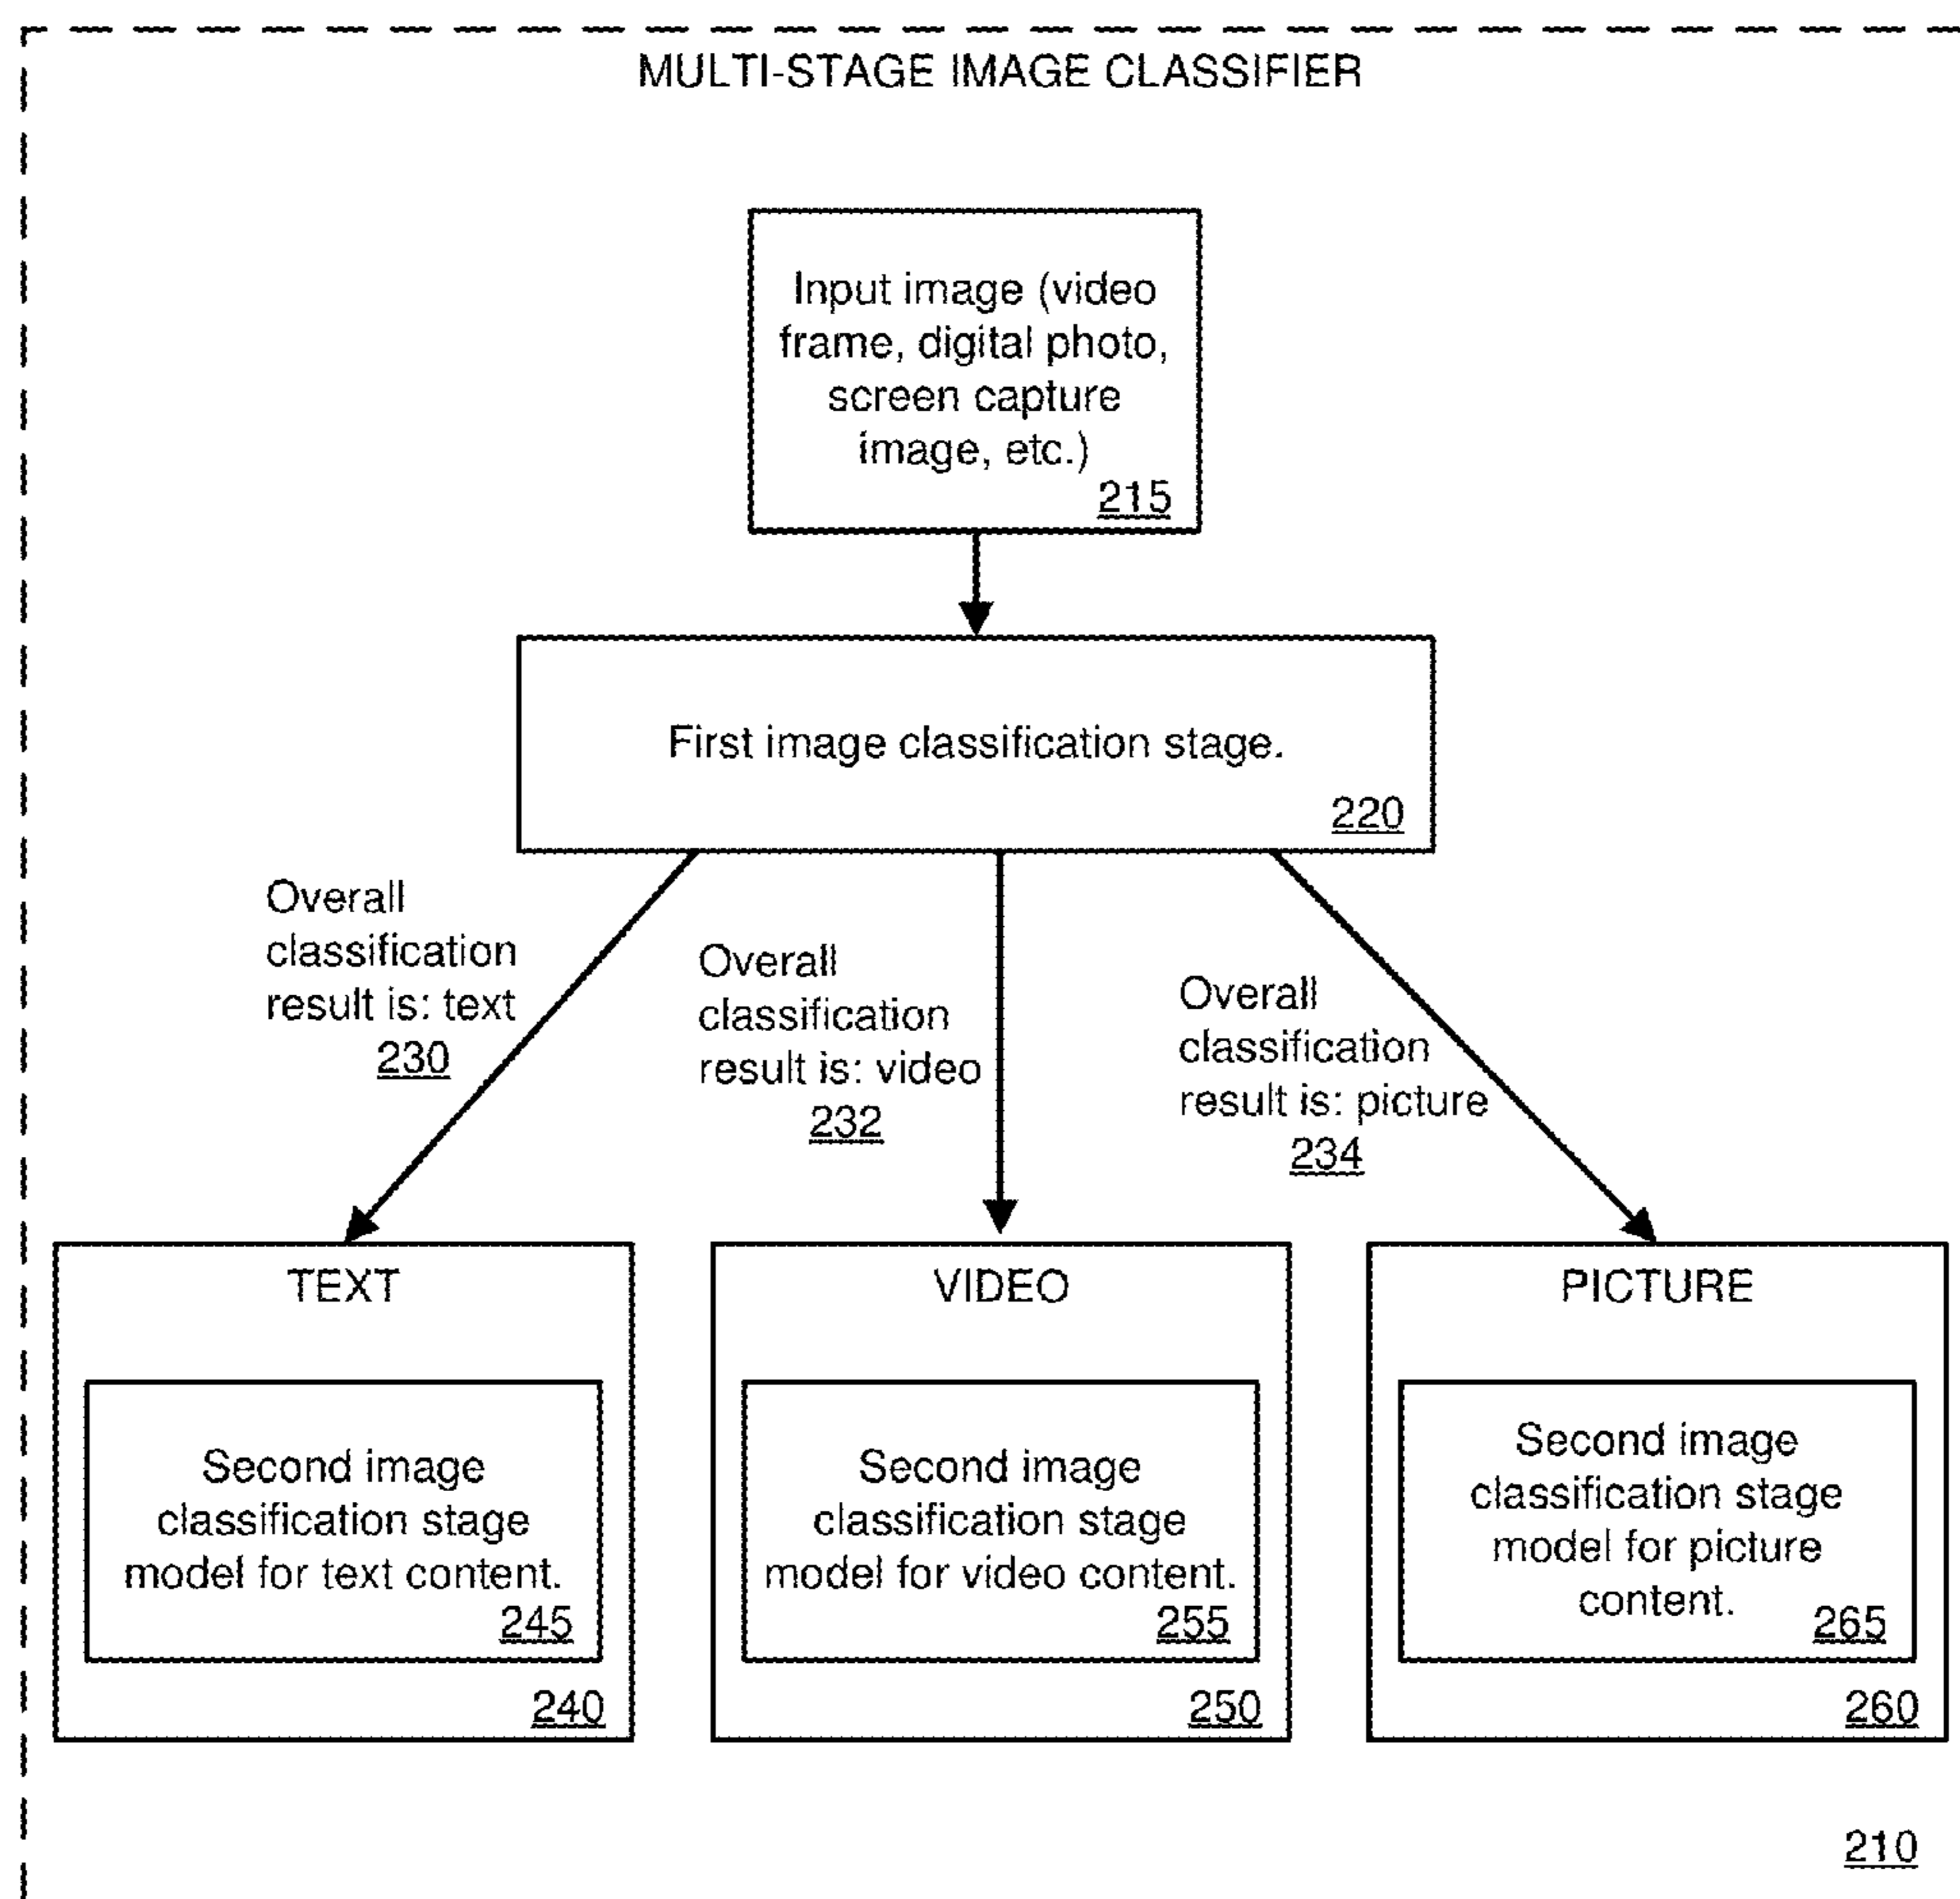 MULTI-STAGE IMAGE CLASSIFIER
Input image (video
frame, digital photo,
screen capture
image, etc.)
215
First image classification stage.
220
Overall
classification
result is: text
230
Overall
classification
result is: video
232
Overall
classification
result is: picture
234
TEXT
Second image
classification stage
model for text content.
245
240
VIDEO
Second image
classification stage
model for video content.
255
250
PICTURE
Second image
classification stage
model for picture
content.
265
260
210